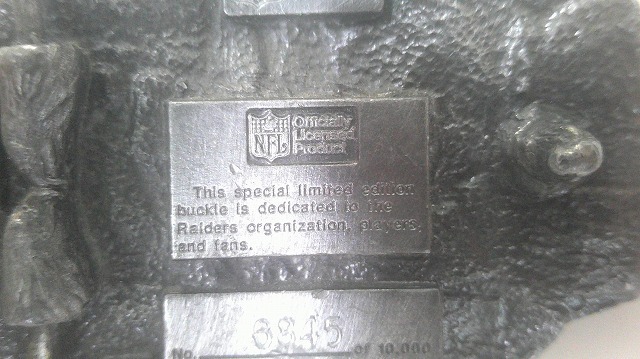 NFL
Officially
Licensed
Product
This special limited edition
buckle is dedicated to the
Raiders organization, players,
and fans.
No. 6845 of 10,000